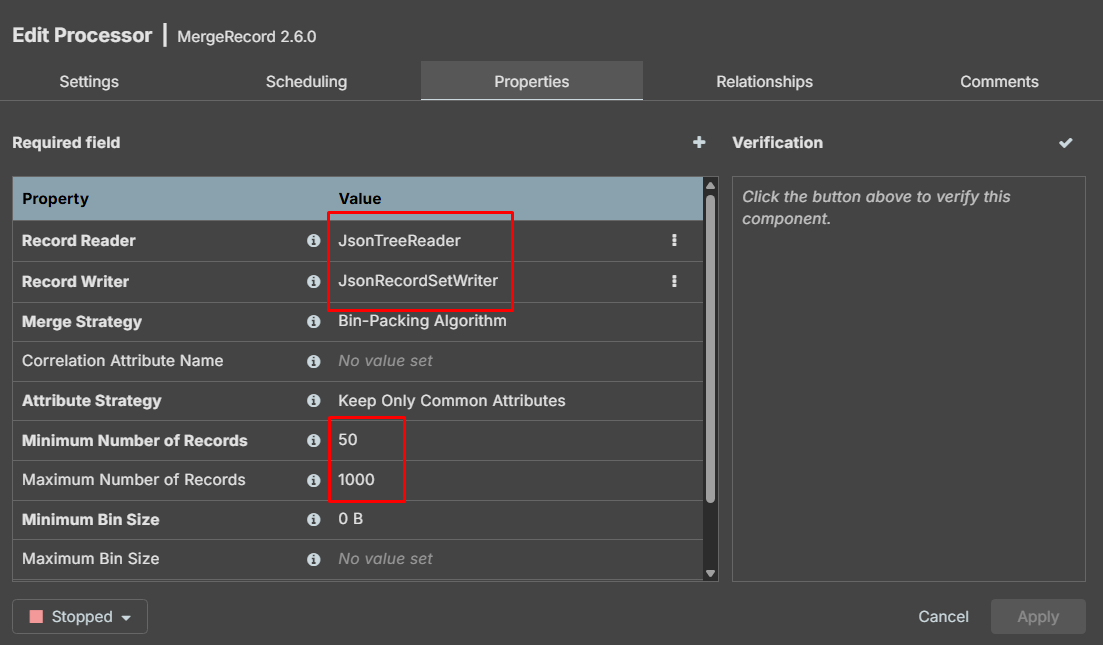 Edit Processor | MergeRecord 2.6.0
Settings Scheduling Properties Relationships Comments
Required field
Verification
Property Value
Click the button above to verify this
component.
Record Reader JsonTreeReader
Record Writer JsonRecordSetWriter
Merge Strategy Bin-Packing Algorithm
Correlation Attribute Name No value set
Attribute Strategy Keep Only Common Attributes
Minimum Number of Records 50
Maximum Number of Records 1000
Minimum Bin Size 0 B
Maximum Bin Size No value set
Stopped
Cancel Apply